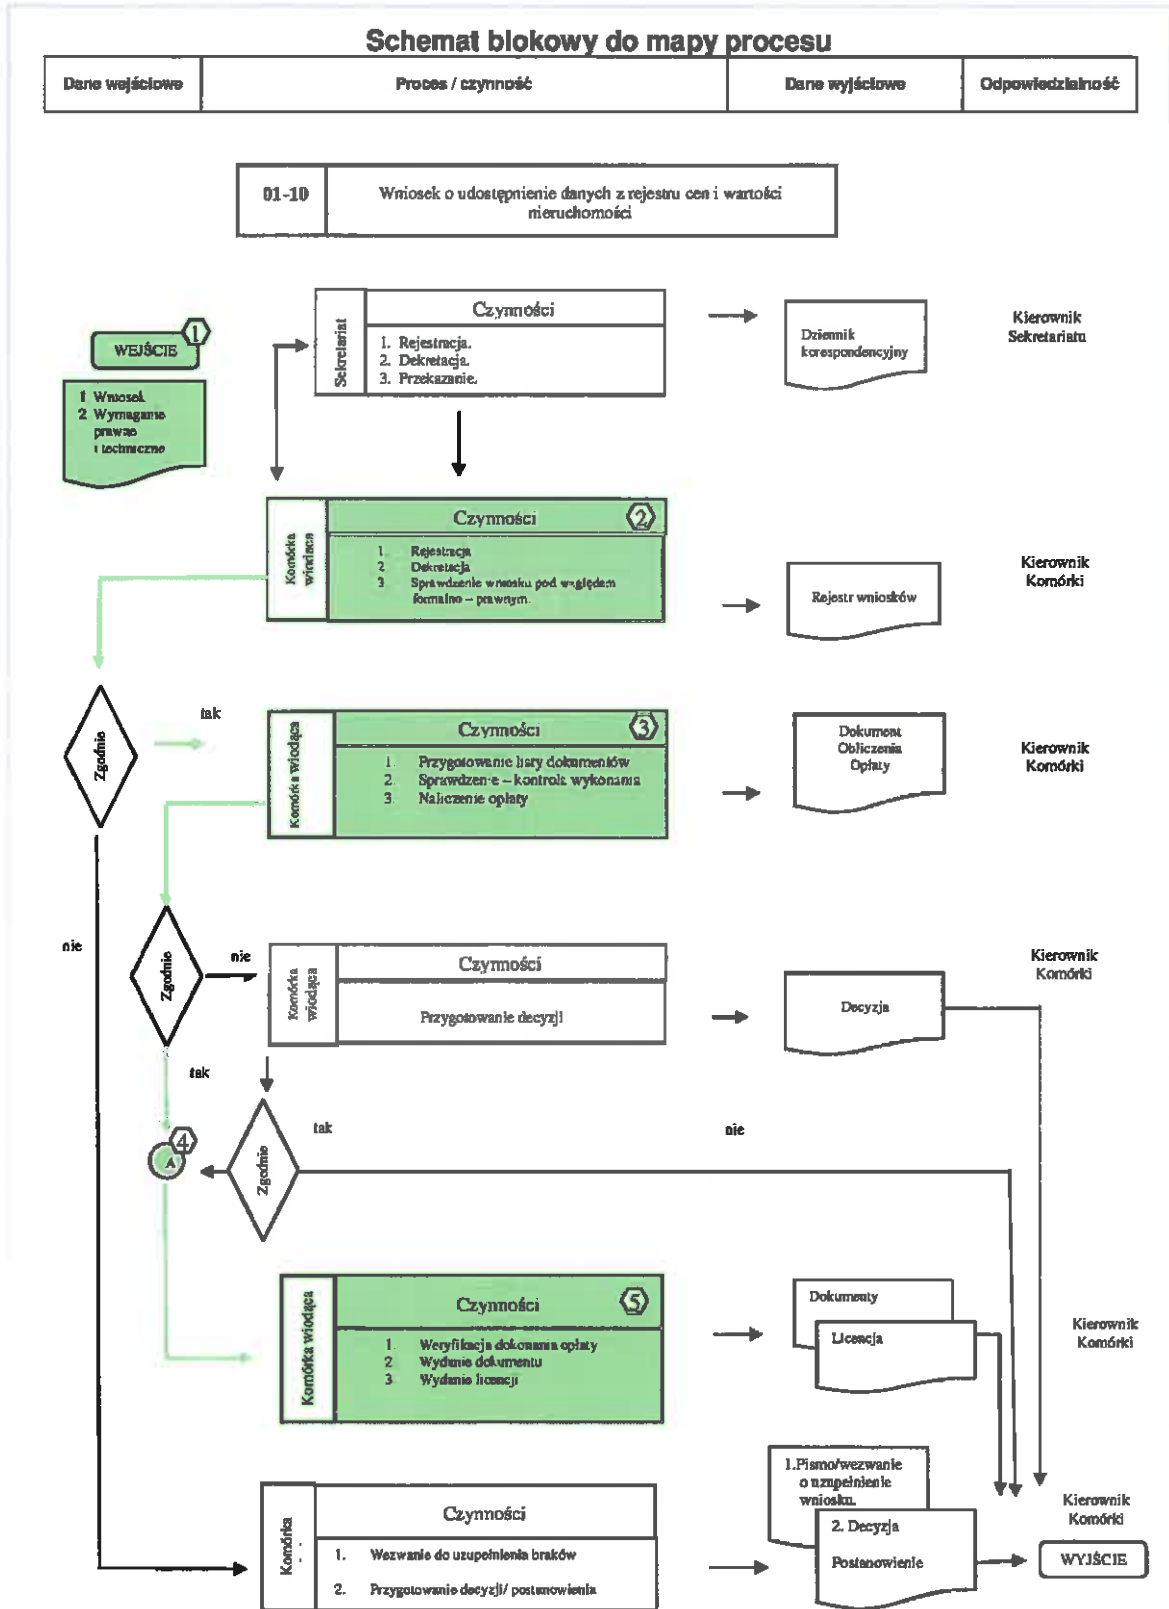 Schemat blokowy do mapy procesu
Dane wejściowe
Proces / czynność
Dane wyjściowe
Odpowiedzialność
01-10
Wniosek o udostępnienie danych z rejestru cen i wartości
nieruchomości
WEJŚCIE
1
1 Wniosek
2 Wymagania
prawne
i techniczne
Sekretariat
Czynności
1. Rejestracja.
2. Dekretacja.
3. Przekazanie.
Dziennik
korespondencyjny
Kierownik
Sekretariatu
Komórka
wiodąca
Czynności
2
1. Rejestracja
2 Dekretacja
3 Sprawdzenie wniosku pod względem
formalno – prawnym.
Rejestr wniosków
Kierownik
Komórki
Zgodnie
tak
Komórka wiodąca
Czynności
3
1. Przygotowanie listy dokumentów
2. Sprawdzenie – kontrola wykonania
3 Naliczenie opłaty
Dokument
Obliczenia
Opłaty
Kierownik
Komórki
nie
Zgodnie
nie
tak
Komórka
wiodąca
Czynności
Przygotowanie decyzji
Decyzja
Kierownik
Komórki
4
A
Zgodnie
tak
nie
Komórka wiodąca
Czynności
5
1. Weryfikacja dokonania opłaty
2 Wydanie dokumentu
3 Wydanie licencji
Dokumenty
Licencja
Kierownik
Komórki
Komórka
Czynności
1. Wezwanie do uzupełnienia braków
2. Przygotowanie decyzji/ postanowienia
1.Pismo/wezwanie
o uzupełnienie
wniosku.
2. Decyzja
Postanowienie
Kierownik
Komórki
WYJŚCIE